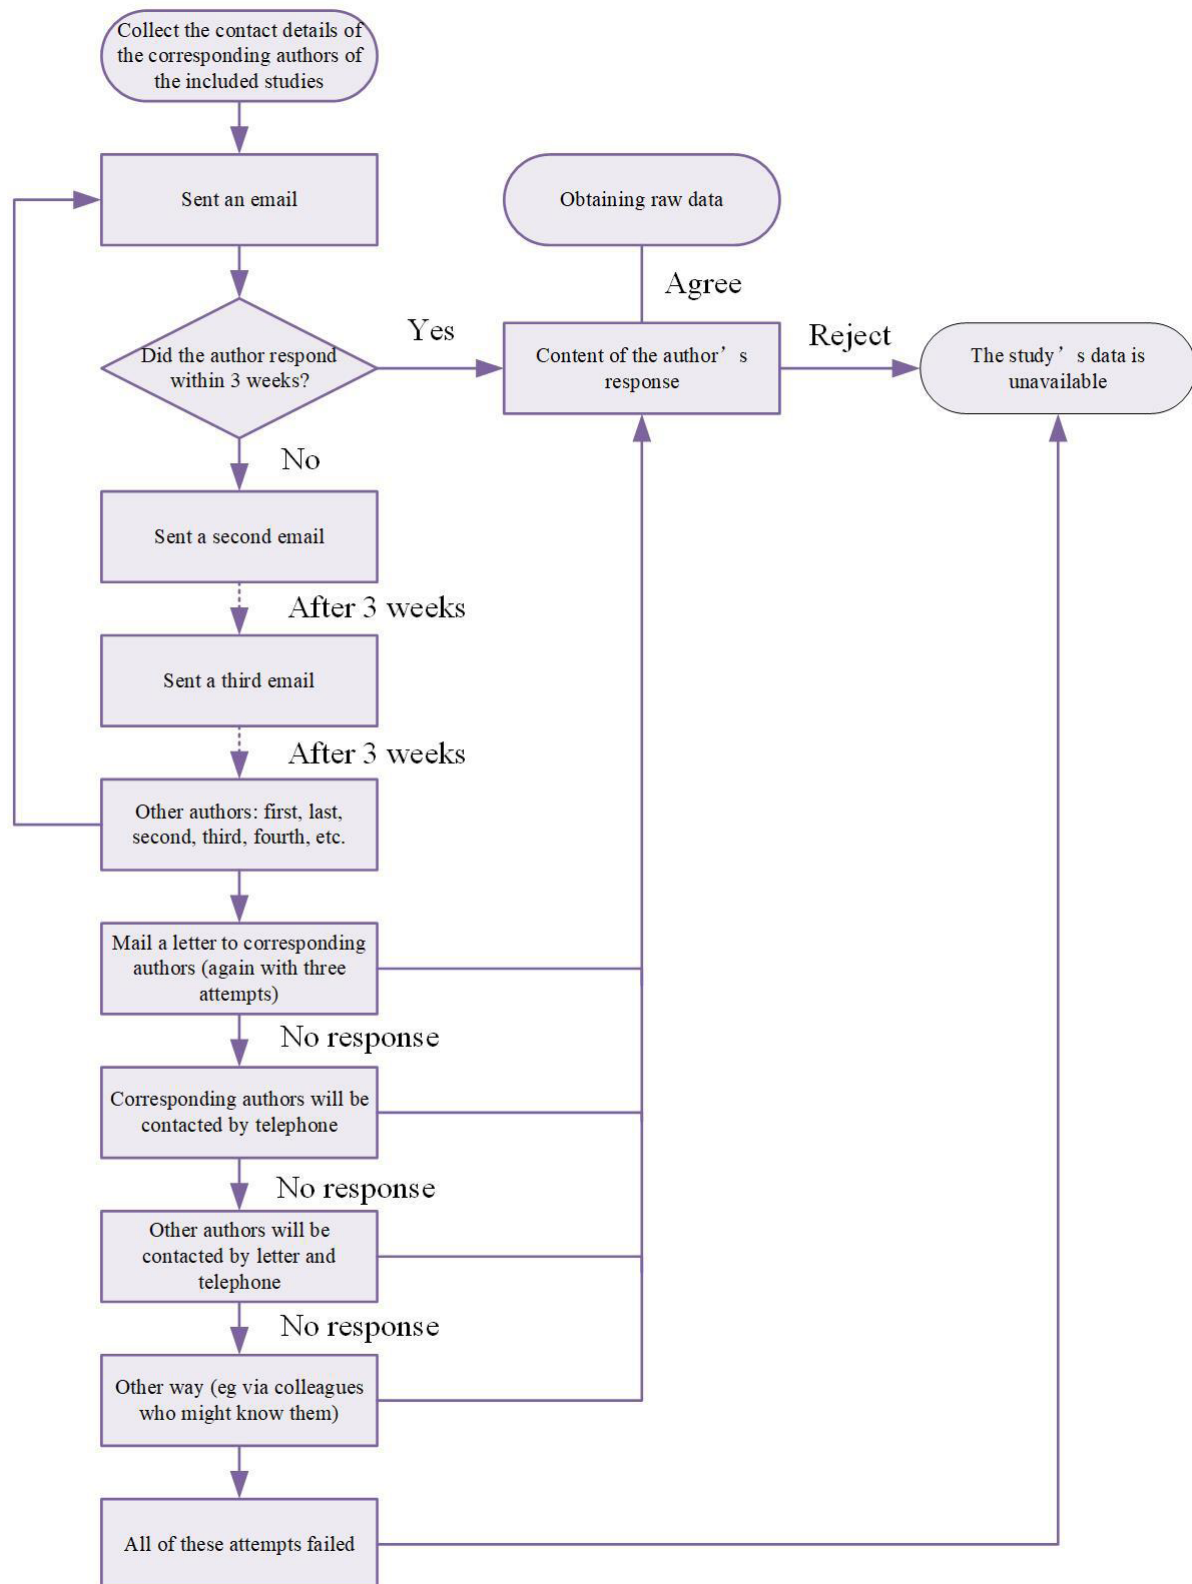 Collect the contact details of
the corresponding authors of
the included studies
Sent an email
Obtaining raw data
Agree
Did the author respond
within 3 weeks?
Yes
Content of the author’s
response
Reject
The study’s data is
unavailable
No
Sent a second email
After 3 weeks
Sent a third email
After 3 weeks
Other authors: first, last,
second, third, fourth, etc.
Mail a letter to corresponding
authors (again with three
attempts)
No response
Corresponding authors will be
contacted by telephone
No response
Other authors will be
contacted by letter and
telephone
No response
Other way (eg via colleagues
who might know them)
All of these attempts failed